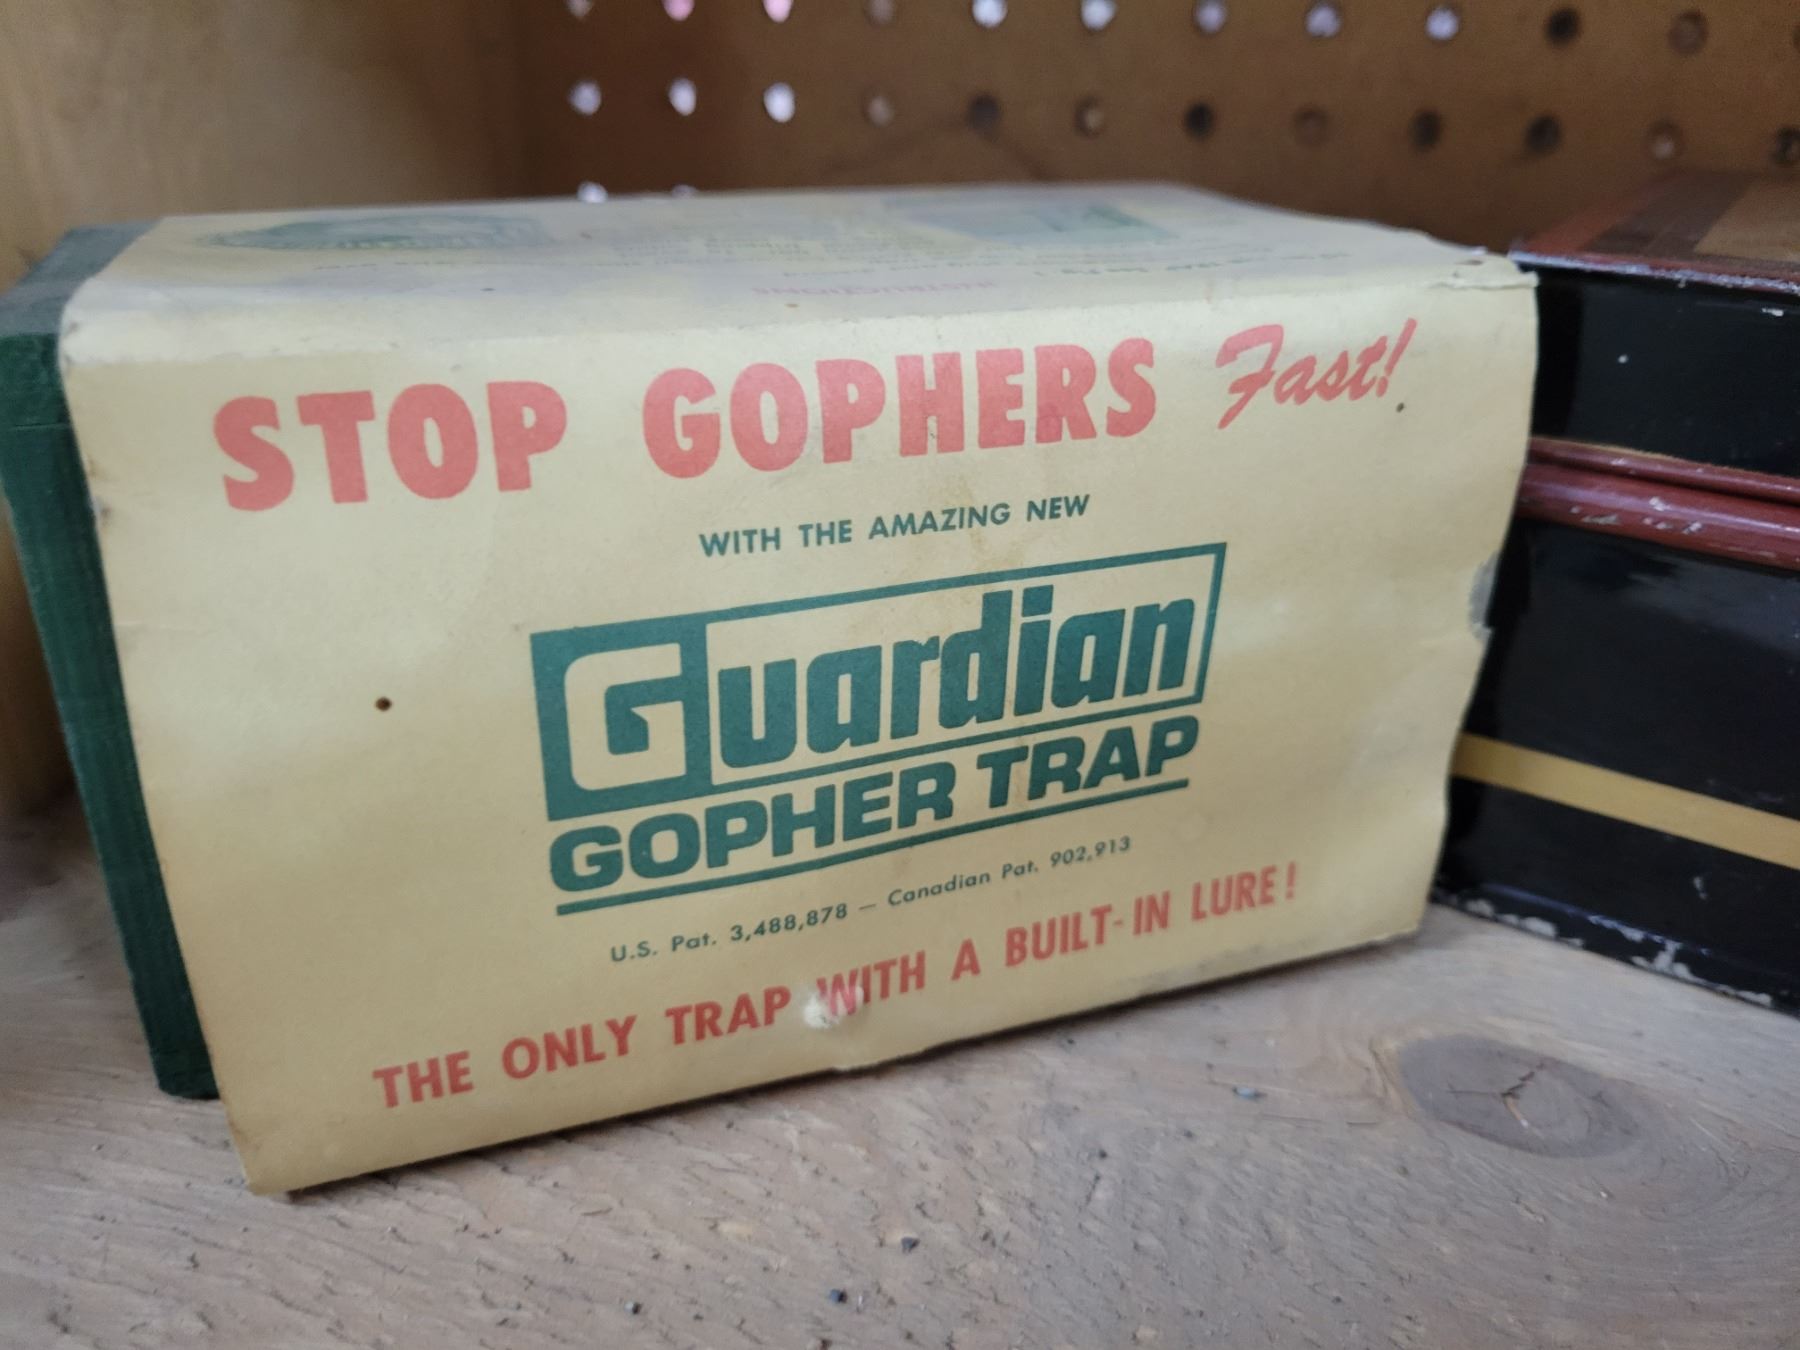 INSTRUCTIONS
STOP GOPHERS Fast!
WITH THE AMAZING NEW
Guardian
GOPHER TRAP
U.S. Pat. 3,488,878 — Canadian Pat. 902,913
THE ONLY TRAP WITH A BUILT-IN LURE!